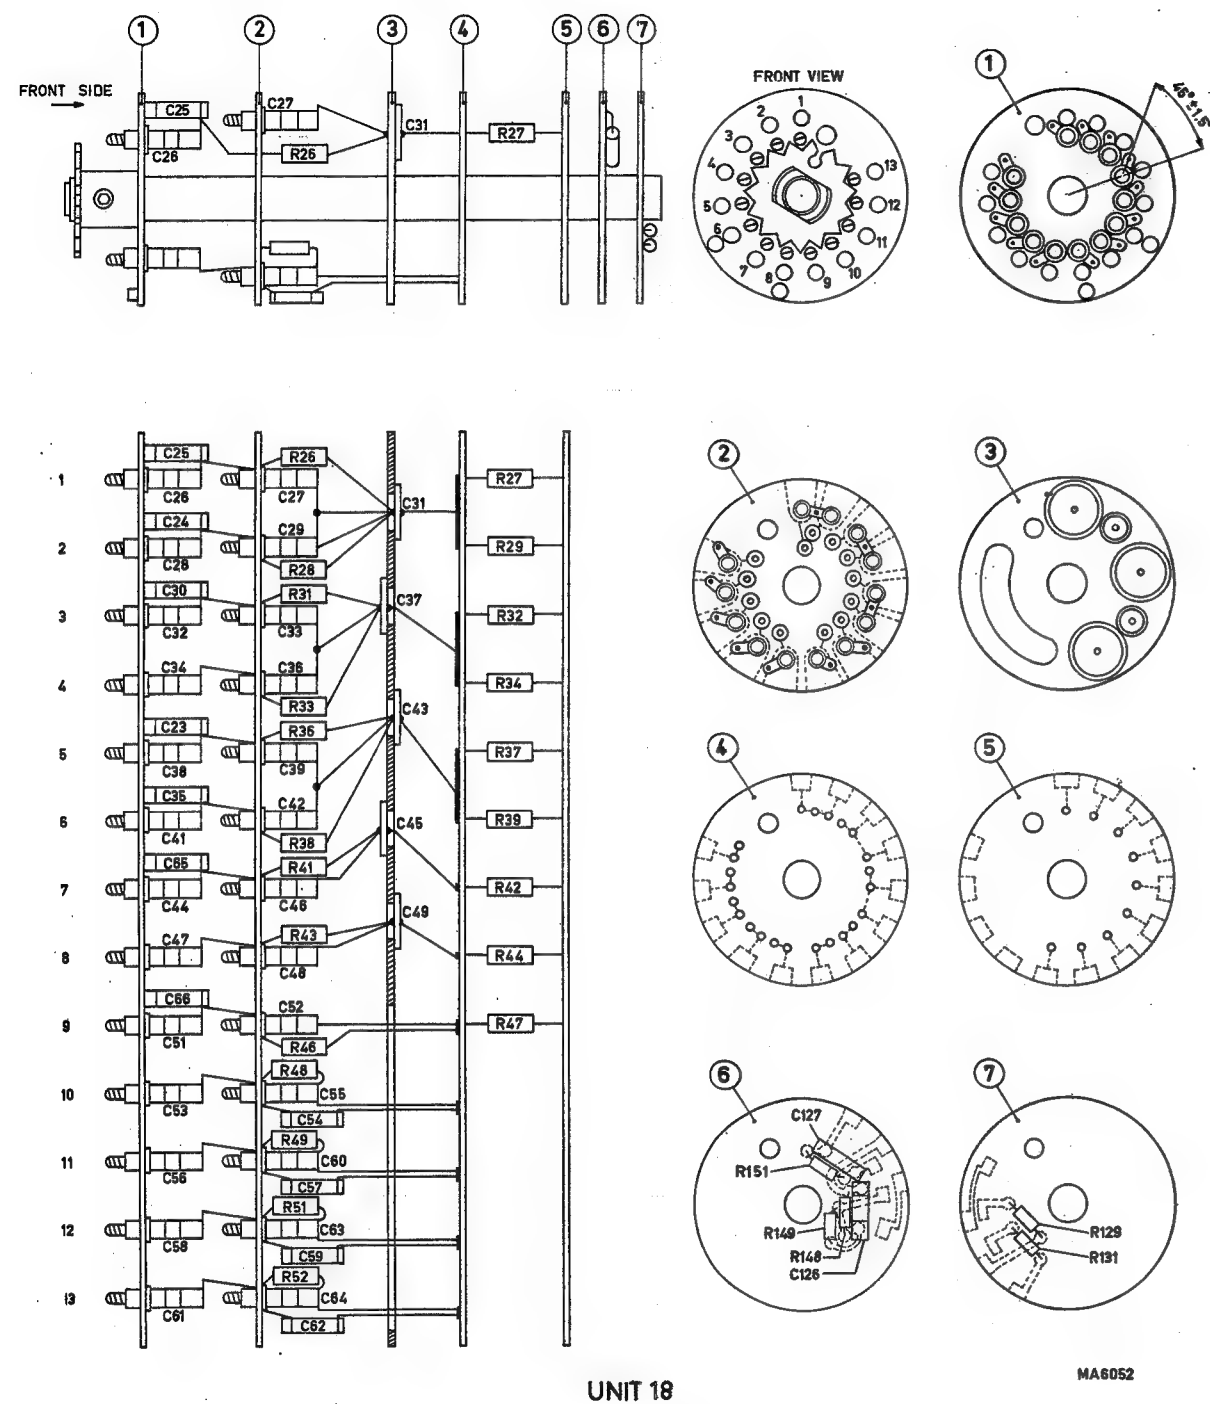 1 2 3 4 5 6 7
FRONT SIDE
C25
C26
C27
R26
C31
R27
FRONT VIEW
1
2
3
4
5
6
7
8
9
10
11
12
13
1
45°±1,5°
1
C25
C26
R26
C27
C31
R27
2
C24
C28
C29
R28
R29
3
C30
C32
R31
C33
C37
R32
4
C34
C36
R33
R34
5
C23
C38
R36
C39
C43
R37
6
C35
C41
C42
R38
C45
R39
7
C65
C44
R41
C46
R42
8
C47
R43
C48
C49
R44
9
C66
C51
C52
R46
R47
10
C53
R48
C55
C54
11
C56
R49
C60
C57
12
C58
R51
C63
C59
13
C61
R52
C64
C62
2
3
4
5
6
C127
R151
R149
R148
C126
7
R129
R131
MA6052
UNIT 18